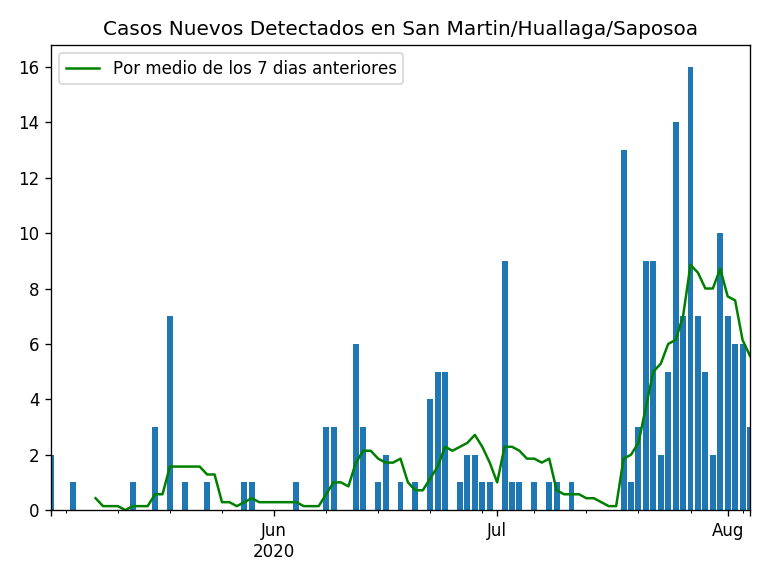 Casos Nuevos Detectados en San Martin/Huallaga/Saposoa
Por medio de los 7 dias anteriores
16
14
12
10
8
6
4
2
0
Jun
2020
Jul
Aug